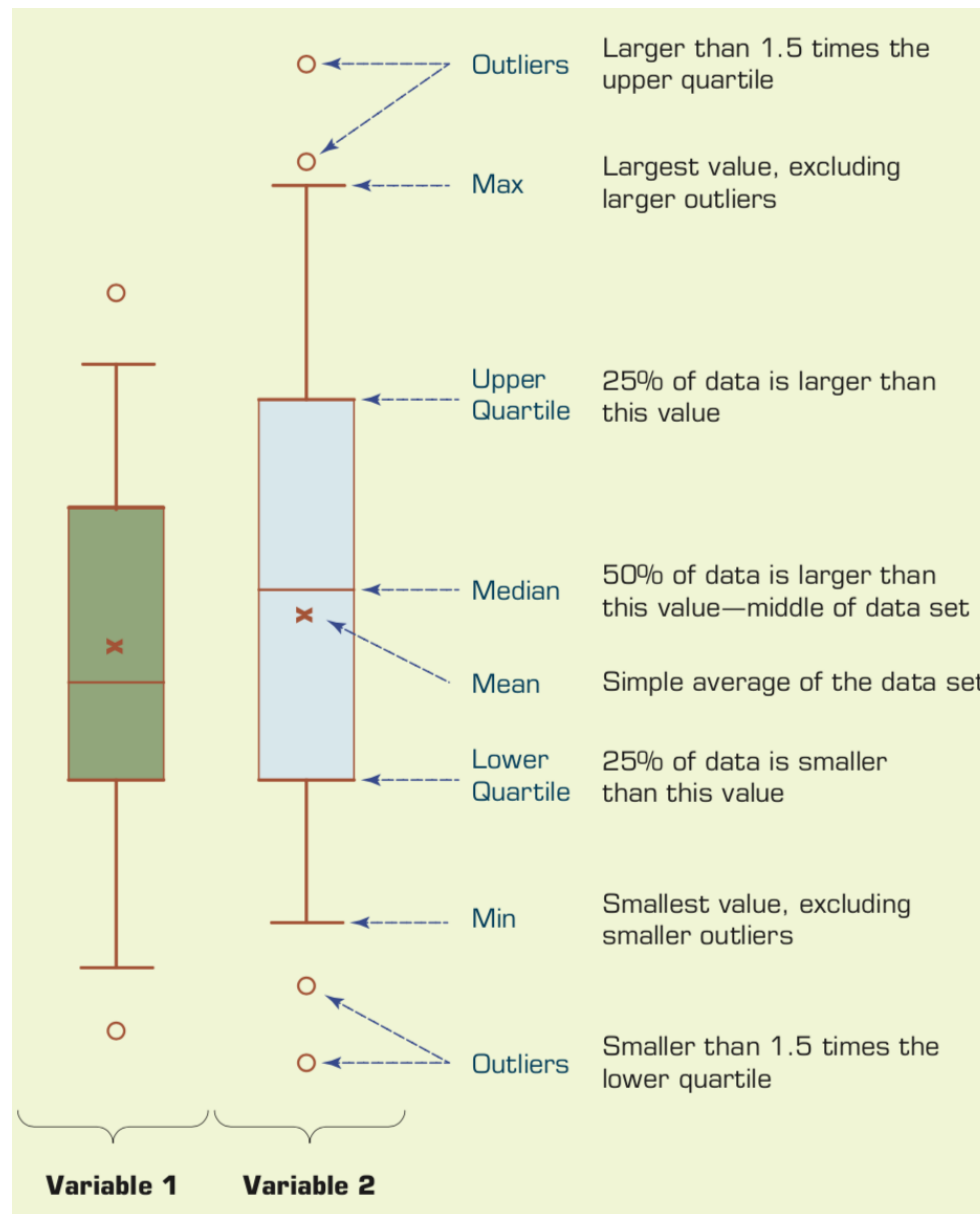 Outliers
Larger than 1.5 times the
upper quartile
Max
Largest value, excluding
larger outliers
Upper
Quartile
25% of data is larger than
this value
Median
50% of data is larger than
this value—middle of data set
Mean
Simple average of the data set
Lower
Quartile
25% of data is smaller
than this value
Min
Smallest value, excluding
smaller outliers
Outliers
Smaller than 1.5 times the
lower quartile
Variable 1
Variable 2